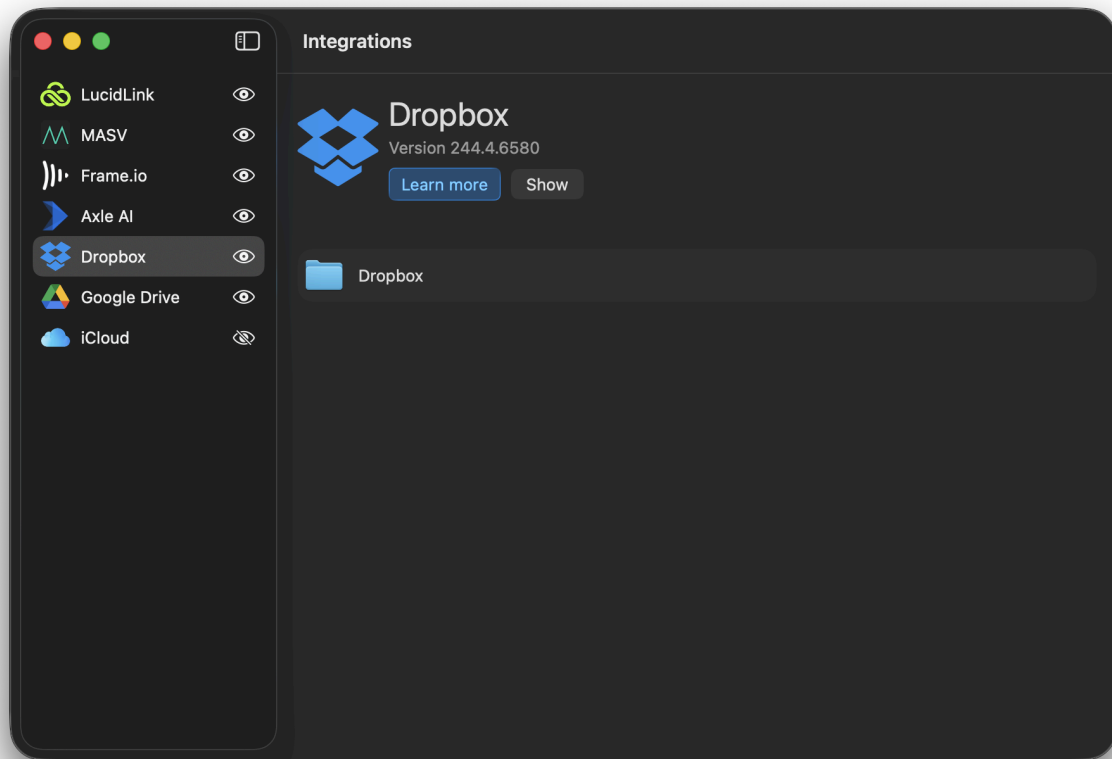 Integrations
LucidLink
MASV
Frame.io
Axle AI
Dropbox
Google Drive
iCloud
Dropbox
Version 244.4.6580
Learn more
Show
Dropbox